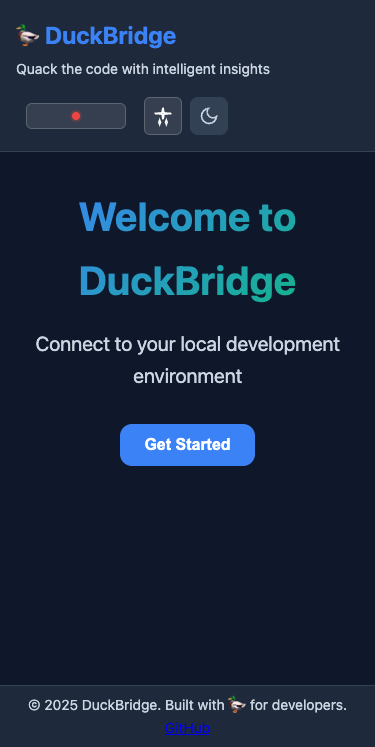 DuckBridge
Quack the code with intelligent insights
Welcome to
DuckBridge
Connect to your local development
environment
Get Started
© 2025 DuckBridge. Built with 🦆 for developers.
GitHub